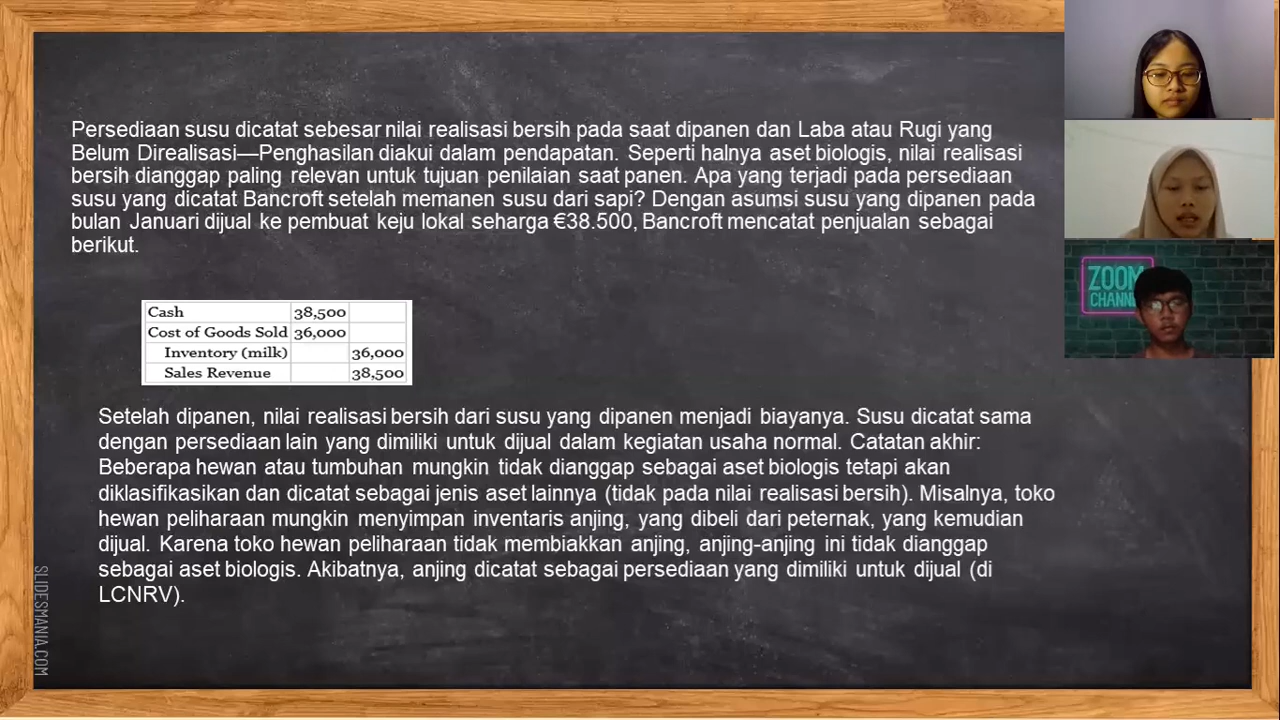 Persediaan susu dicatat sebesar nilai realisasi bersih pada saat dipanen dan Laba atau Rugi yang
Belum Direalisasi—Penghasilan diakui dalam pendapatan. Seperti halnya aset biologis, nilai realisasi
bersih dianggap paling relevan untuk tujuan penilaian saat panen. Apa yang terjadi pada persediaan
susu yang dicatat Bancroft setelah memanen susu dari sapi? Dengan asumsi susu yang dipanen pada
bulan Januari dijual ke pembuat keju lokal seharga €38.500, Bancroft mencatat penjualan sebagai
berikut.
Cash 38,500
Cost of Goods Sold 36,000
Inventory (milk) 36,000
Sales Revenue 38,500
Setelah dipanen, nilai realisasi bersih dari susu yang dipanen menjadi biayanya. Susu dicatat sama
dengan persediaan lain yang dimiliki untuk dijual dalam kegiatan usaha normal. Catatan akhir:
Beberapa hewan atau tumbuhan mungkin tidak dianggap sebagai aset biologis tetapi akan
diklasifikasikan dan dicatat sebagai jenis aset lainnya (tidak pada nilai realisasi bersih). Misalnya, toko
hewan peliharaan mungkin menyimpan inventaris anjing, yang dibeli dari peternak, yang kemudian
dijual. Karena toko hewan peliharaan tidak membiakkan anjing, anjing-anjing ini tidak dianggap
sebagai aset biologis. Akibatnya, anjing dicatat sebagai persediaan yang dimiliki untuk dijual (di
LCNRV).
SLIDESMANIA.COM
ZOOM